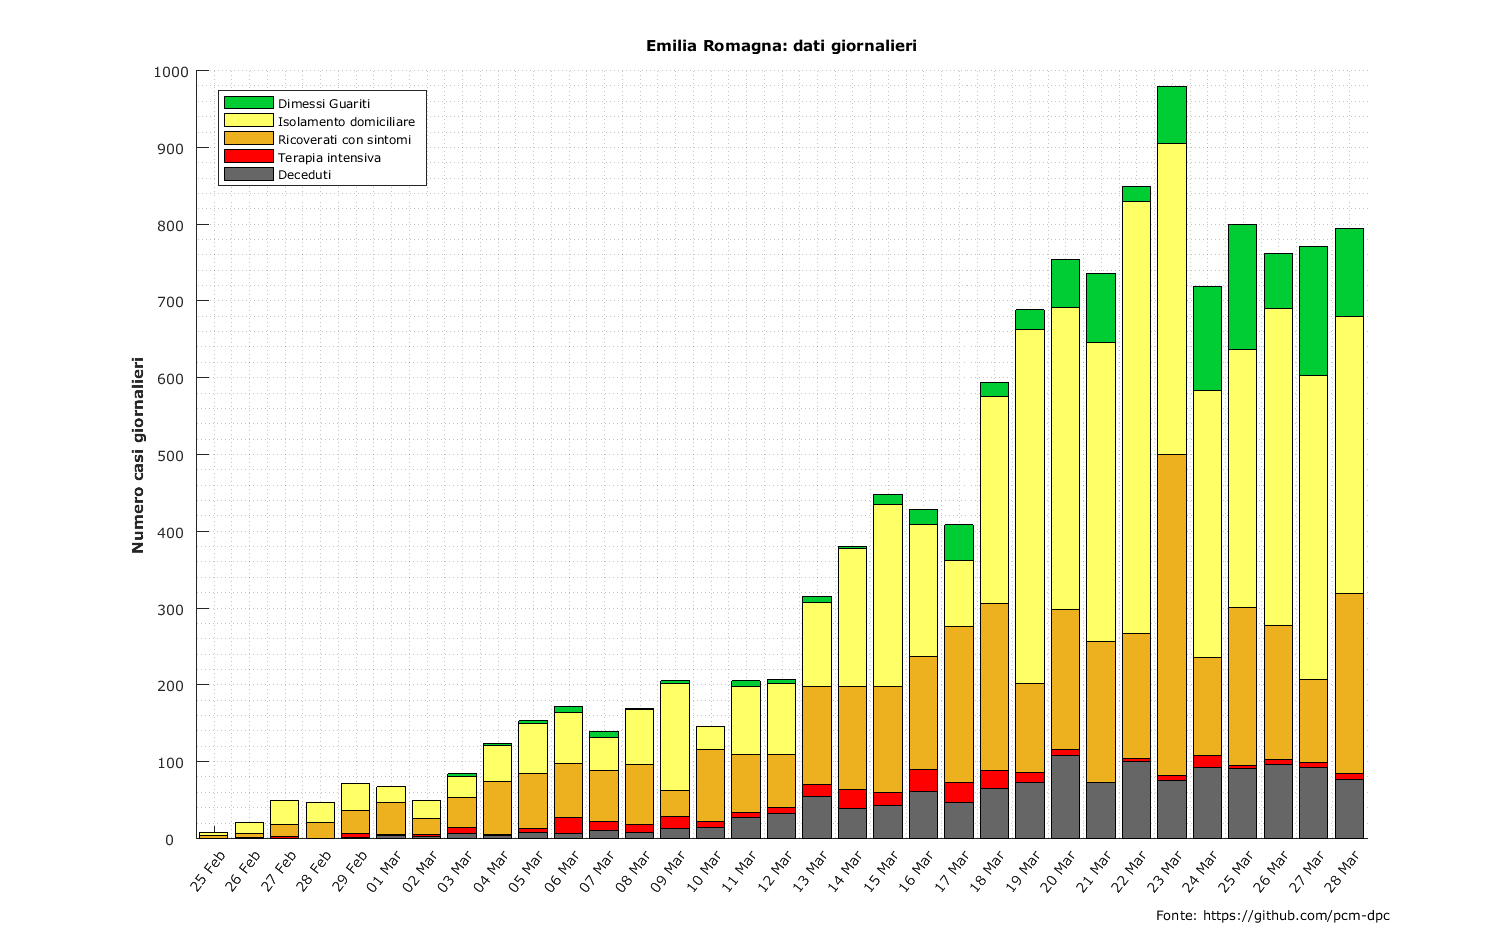 Emilia Romagna: dati giornalieri
1000
900
800
700
600
500
400
300
200
100
0
Numero casi giornalieri
Dimessi Guariti
Isolamento domiciliare
Ricoverati con sintomi
Terapia intensiva
Deceduti
25 Feb
26 Feb
27 Feb
28 Feb
29 Feb
01 Mar
02 Mar
03 Mar
04 Mar
05 Mar
06 Mar
07 Mar
08 Mar
09 Mar
10 Mar
11 Mar
12 Mar
13 Mar
14 Mar
15 Mar
16 Mar
17 Mar
18 Mar
19 Mar
20 Mar
21 Mar
22 Mar
23 Mar
24 Mar
25 Mar
26 Mar
27 Mar
28 Mar
Fonte: https://github.com/pcm-dpc